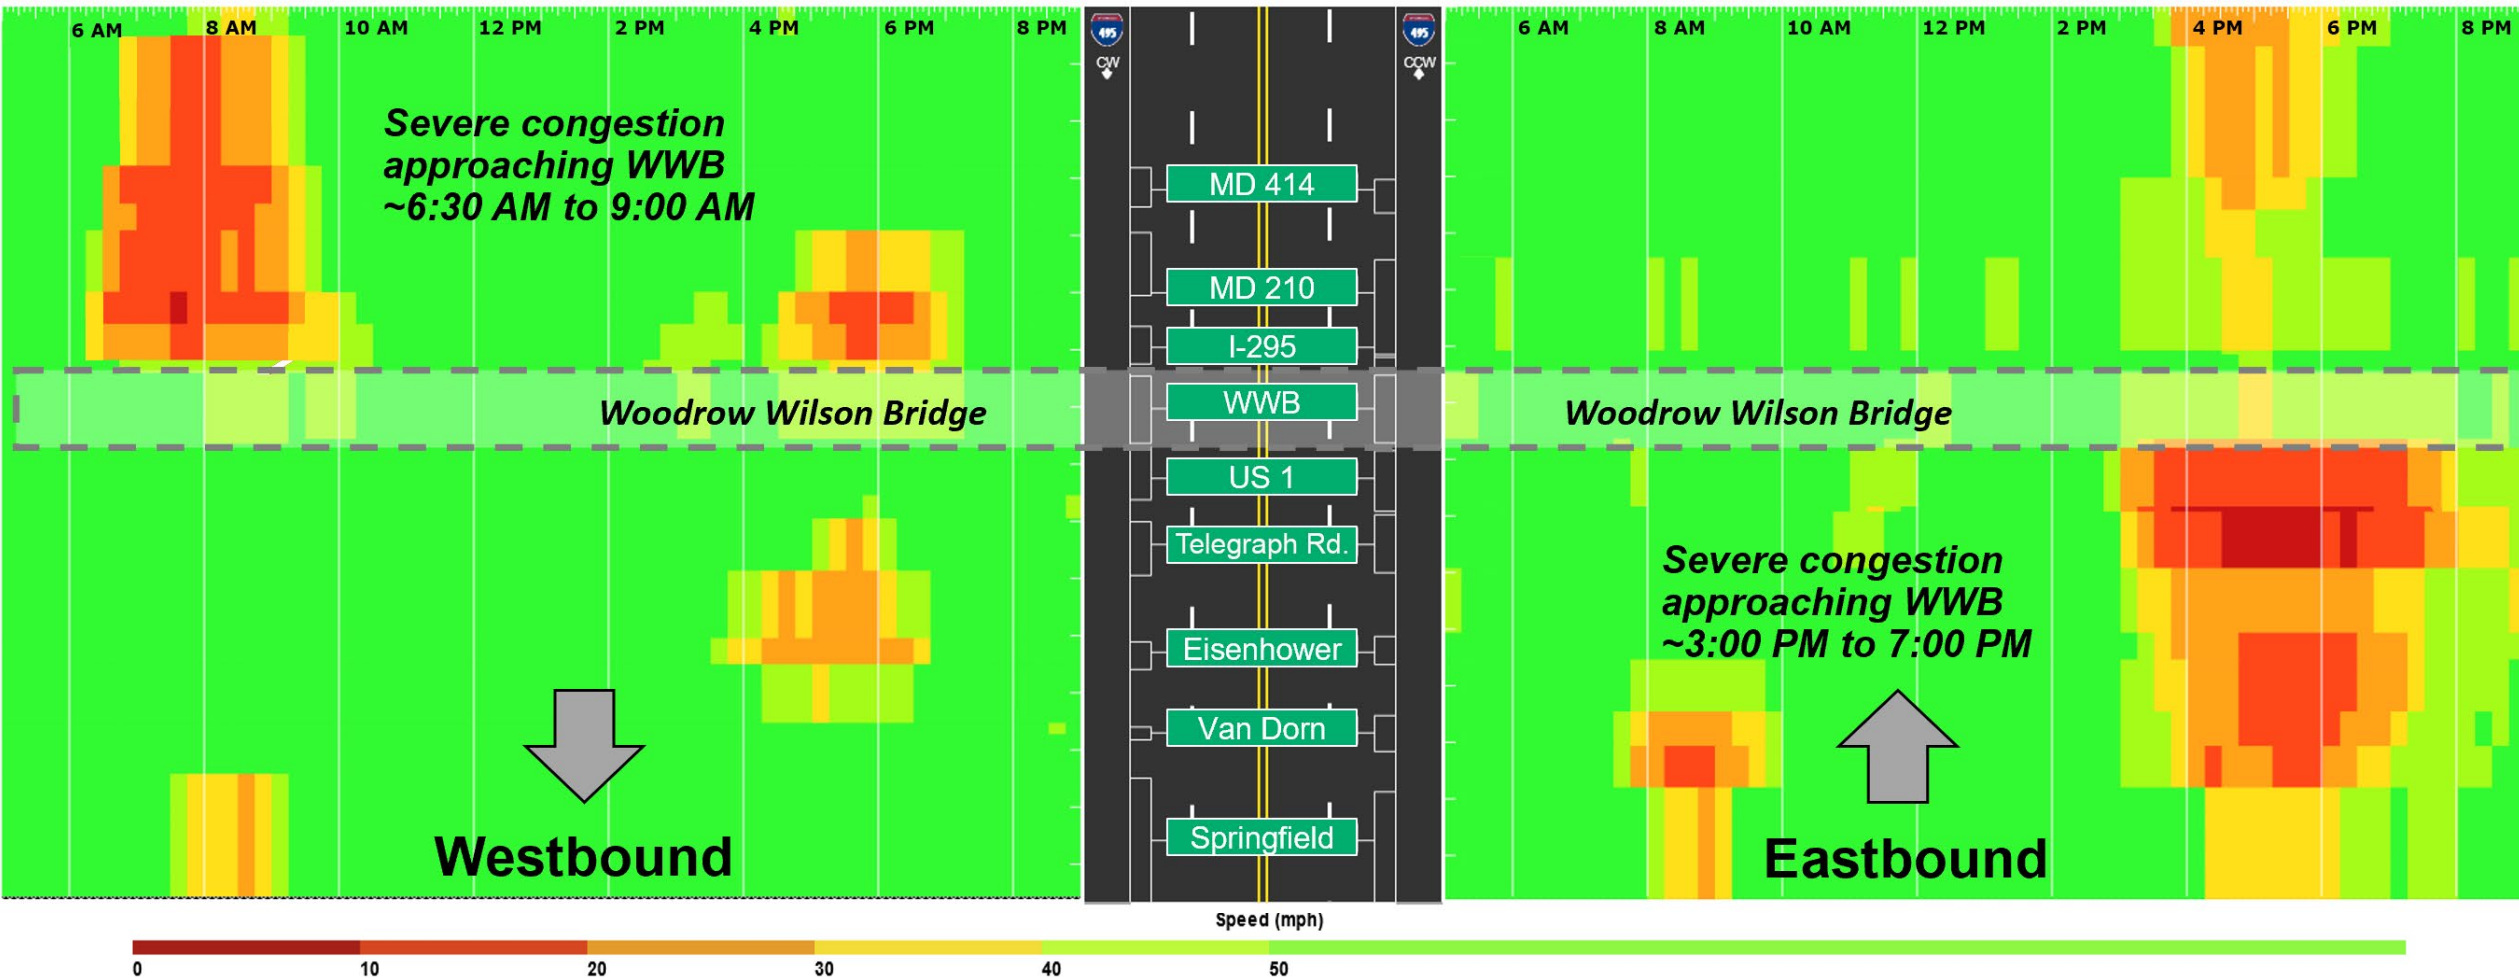 6 AM 8 AM 10 AM 12 PM 2 PM 4 PM 6 PM 8 PM
Severe congestion
approaching WWB
~6:30 AM to 9:00 AM
Woodrow Wilson Bridge
Westbound
495
CW
495
CCW
MD 414
MD 210
I-295
WWB
US 1
Telegraph Rd.
Eisenhower
Van Dorn
Springfield
6 AM 8 AM 10 AM 12 PM 2 PM 4 PM 6 PM 8 PM
Woodrow Wilson Bridge
Severe congestion
approaching WWB
~3:00 PM to 7:00 PM
Eastbound
Speed (mph)
0 10 20 30 40 50